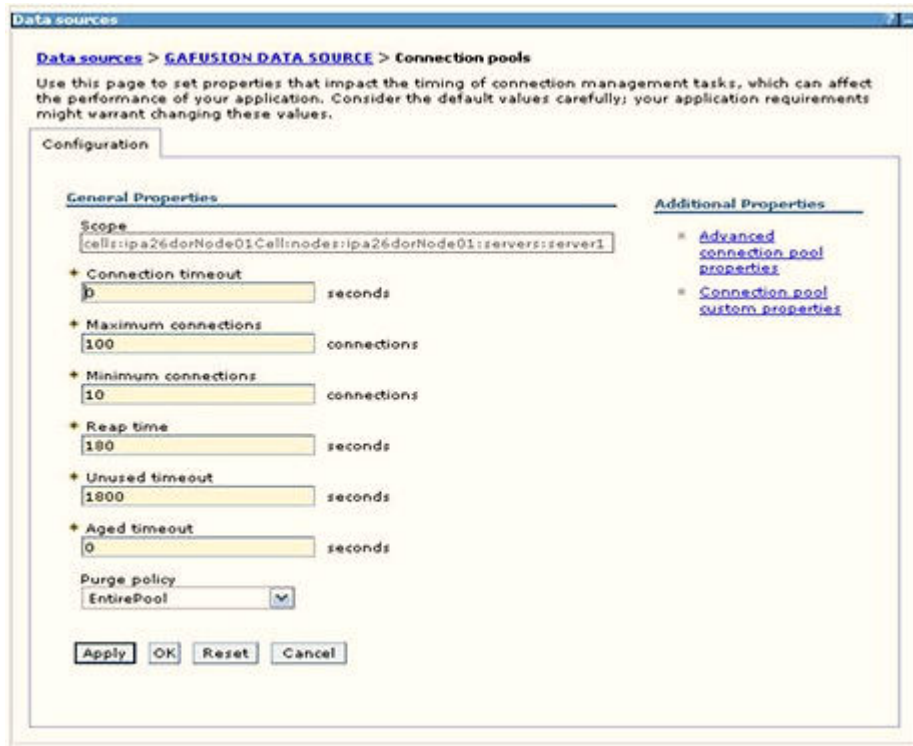 Data sources
?
Data sources > GAFUSION DATA SOURCE > Connection pools
Use this page to set properties that impact the timing of connection management tasks, which can affect
the performance of your application. Consider the default values carefully; your application requirements
might warrant changing these values.
Configuration
General Properties
Scope
cells:ipa26dorNode01Cell:nodes:ipa26dorNode01:servers:server1
* Connection timeout
0 seconds
* Maximum connections
100 connections
* Minimum connections
10 connections
* Reap time
180 seconds
* Unused timeout
1800 seconds
* Aged timeout
0 seconds
Purge policy
EntirePool
Apply OK Reset Cancel
Additional Properties
Advanced
connection pool
properties
Connection pool
custom properties